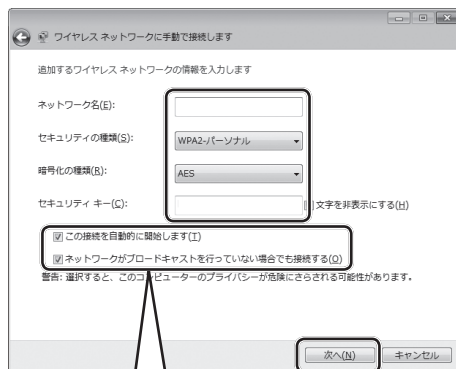 ワイヤレス ネットワークに手動で接続します
追加するワイヤレス ネットワークの情報を入力します
ネットワーク名(E):
セキュリティの種類(S):
WPA2-パーソナル
暗号化の種類(R):
AES
セキュリティ キー(C):
文字を非表示にする(H)
この接続を自動的に開始します(T)
ネットワークがブロードキャストを行っていない場合でも接続する(O)
警告: 選択すると、このコンピューターのプライバシーが危険にさらされる可能性があります。
次へ(N)
キャンセル